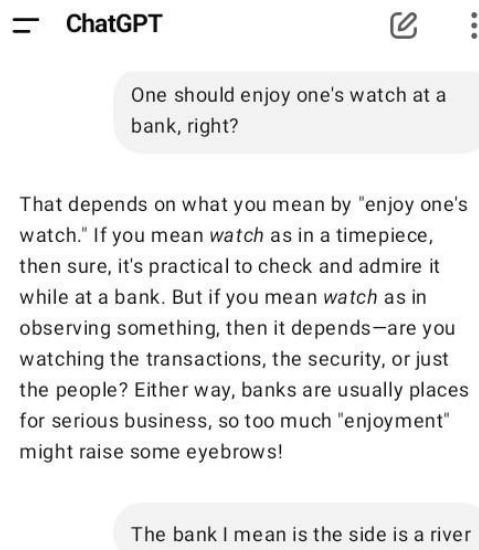 ChatGPT
One should enjoy one's watch at a
bank, right?
That depends on what you mean by "enjoy one's
watch." If you mean watch as in a timepiece,
then sure, it's practical to check and admire it
while at a bank. But if you mean watch as in
observing something, then it depends—are you
watching the transactions, the security, or just
the people? Either way, banks are usually places
for serious business, so too much "enjoyment"
might raise some eyebrows!
The bank I mean is the side is a river